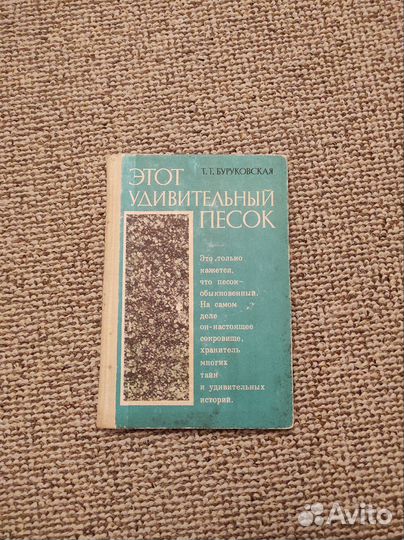 Т. Г. БУРУКОВСКАЯ
ЭТОТ
УДИВИТЕЛЬНЫЙ
ПЕСОК
Это только
кажется,
что песок–
обыкновенный.
На самом
деле
он–настоящее
сокровище,
хранитель
многих
тайн
и удивительных
историй.
Avito